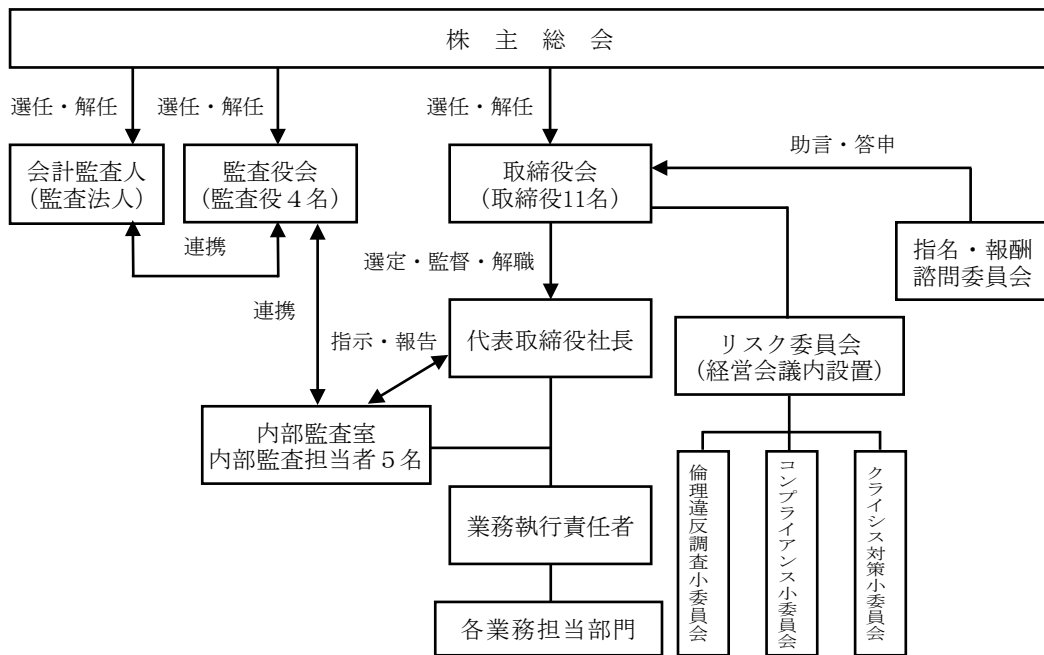 株 主 総 会
選任・解任
選任・解任
選任・解任
会計監査人
(監査法人)
監査役会
(監査役4名)
取締役会
(取締役11名)
助言・答申
連携
選定・監督・解職
指名・報酬
諮問委員会
連携
指示・報告
代表取締役社長
リスク委員会
(経営会議内設置)
内部監査室
内部監査担当者5名
業務執行責任者
各業務担当部門
倫理違反調査小委員会
コンプライアンス小委員会
クライシス対策小委員会